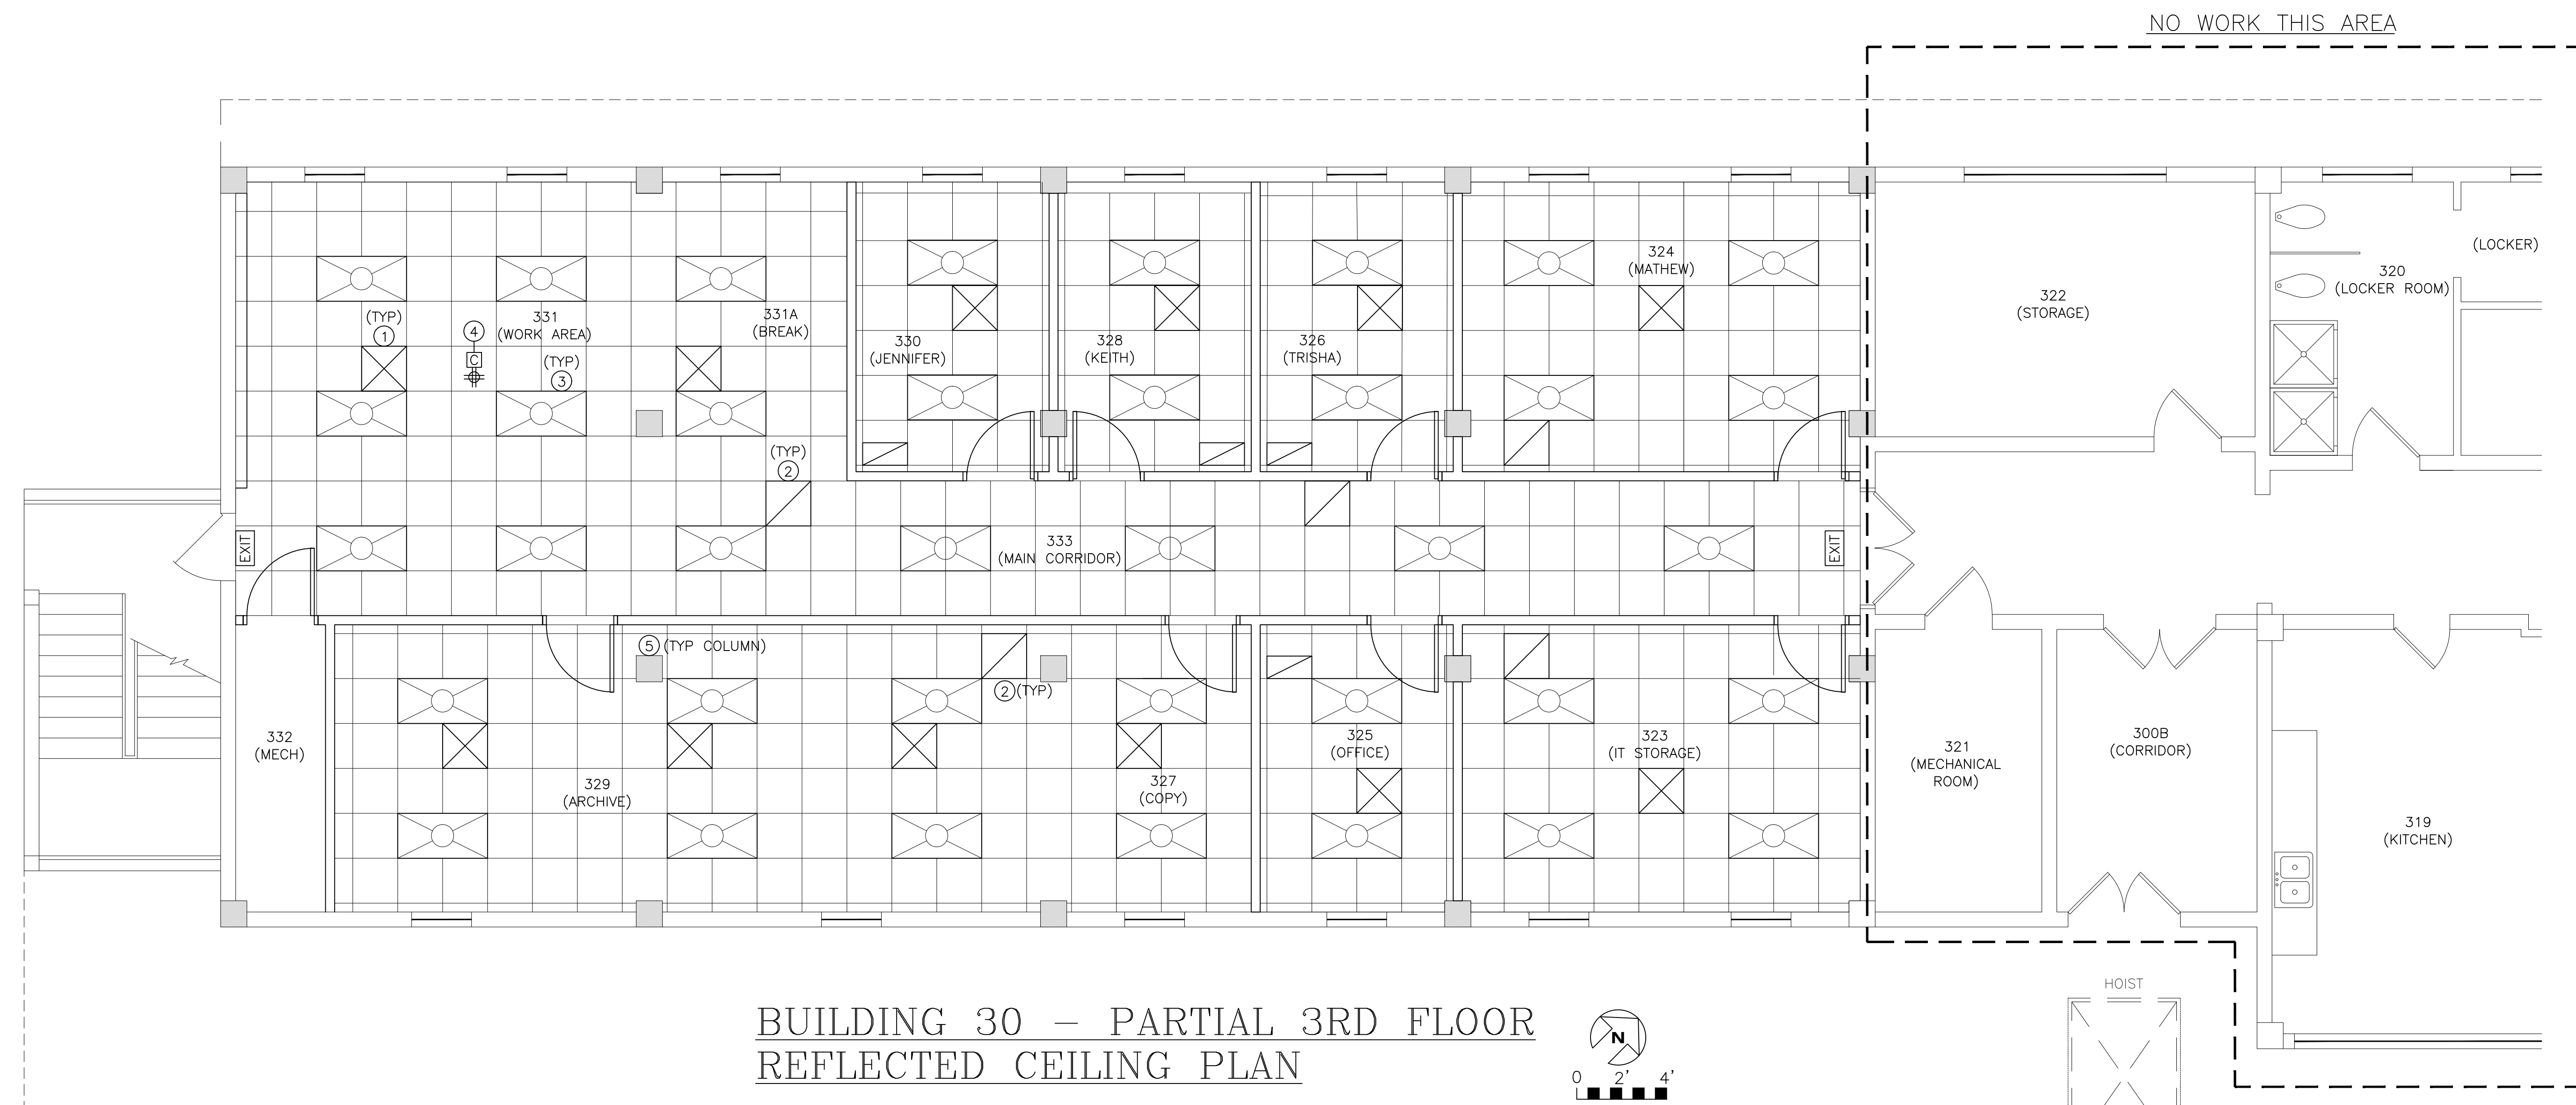 NO WORK THIS AREA
(LOCKER)
324
(MATHEW)
320
(LOCKER ROOM)
322
(STORAGE)
(TYP)
1
4
C
331
(WORK AREA)
(TYP)
3
331A
(BREAK)
330
(JENNIFER)
328
(KEITH)
326
(TRISHA)
(TYP)
2
EXIT
333
(MAIN CORRIDOR)
EXIT
5 (TYP COLUMN)
2 (TYP)
332
(MECH)
329
(ARCHIVE)
327
(COPY)
325
(OFFICE)
323
(IT STORAGE)
321
(MECHANICAL
ROOM)
300B
(CORRIDOR)
319
(KITCHEN)
HOIST
BUILDING 30 – PARTIAL 3RD FLOOR
REFLECTED CEILING PLAN
N
0 2' 4'